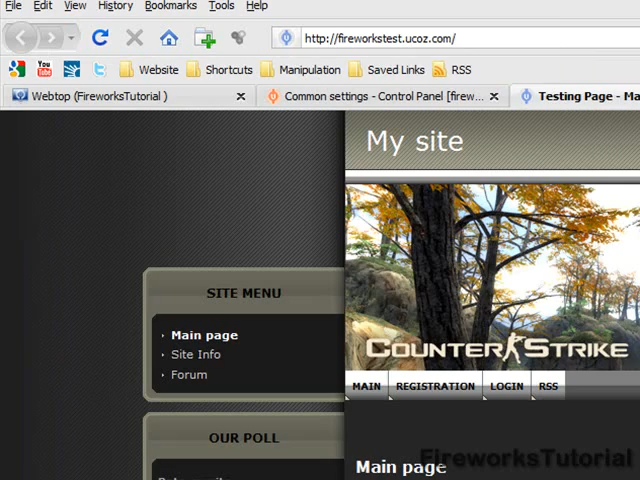 File Edit View History Bookmarks Tools Help
http://fireworkstest.ucoz.com/
You Tube Website Shortcuts Manipulation Saved Links RSS
Webtop (FireworksTutorial ) Common settings - Control Panel [firew... Testing Page - Ma
My site
SITE MENU
Main page
Site Info
Forum
COUNTER STRIKE
MAIN REGISTRATION LOGIN RSS
OUR POLL
Main page
FireworksTutorial